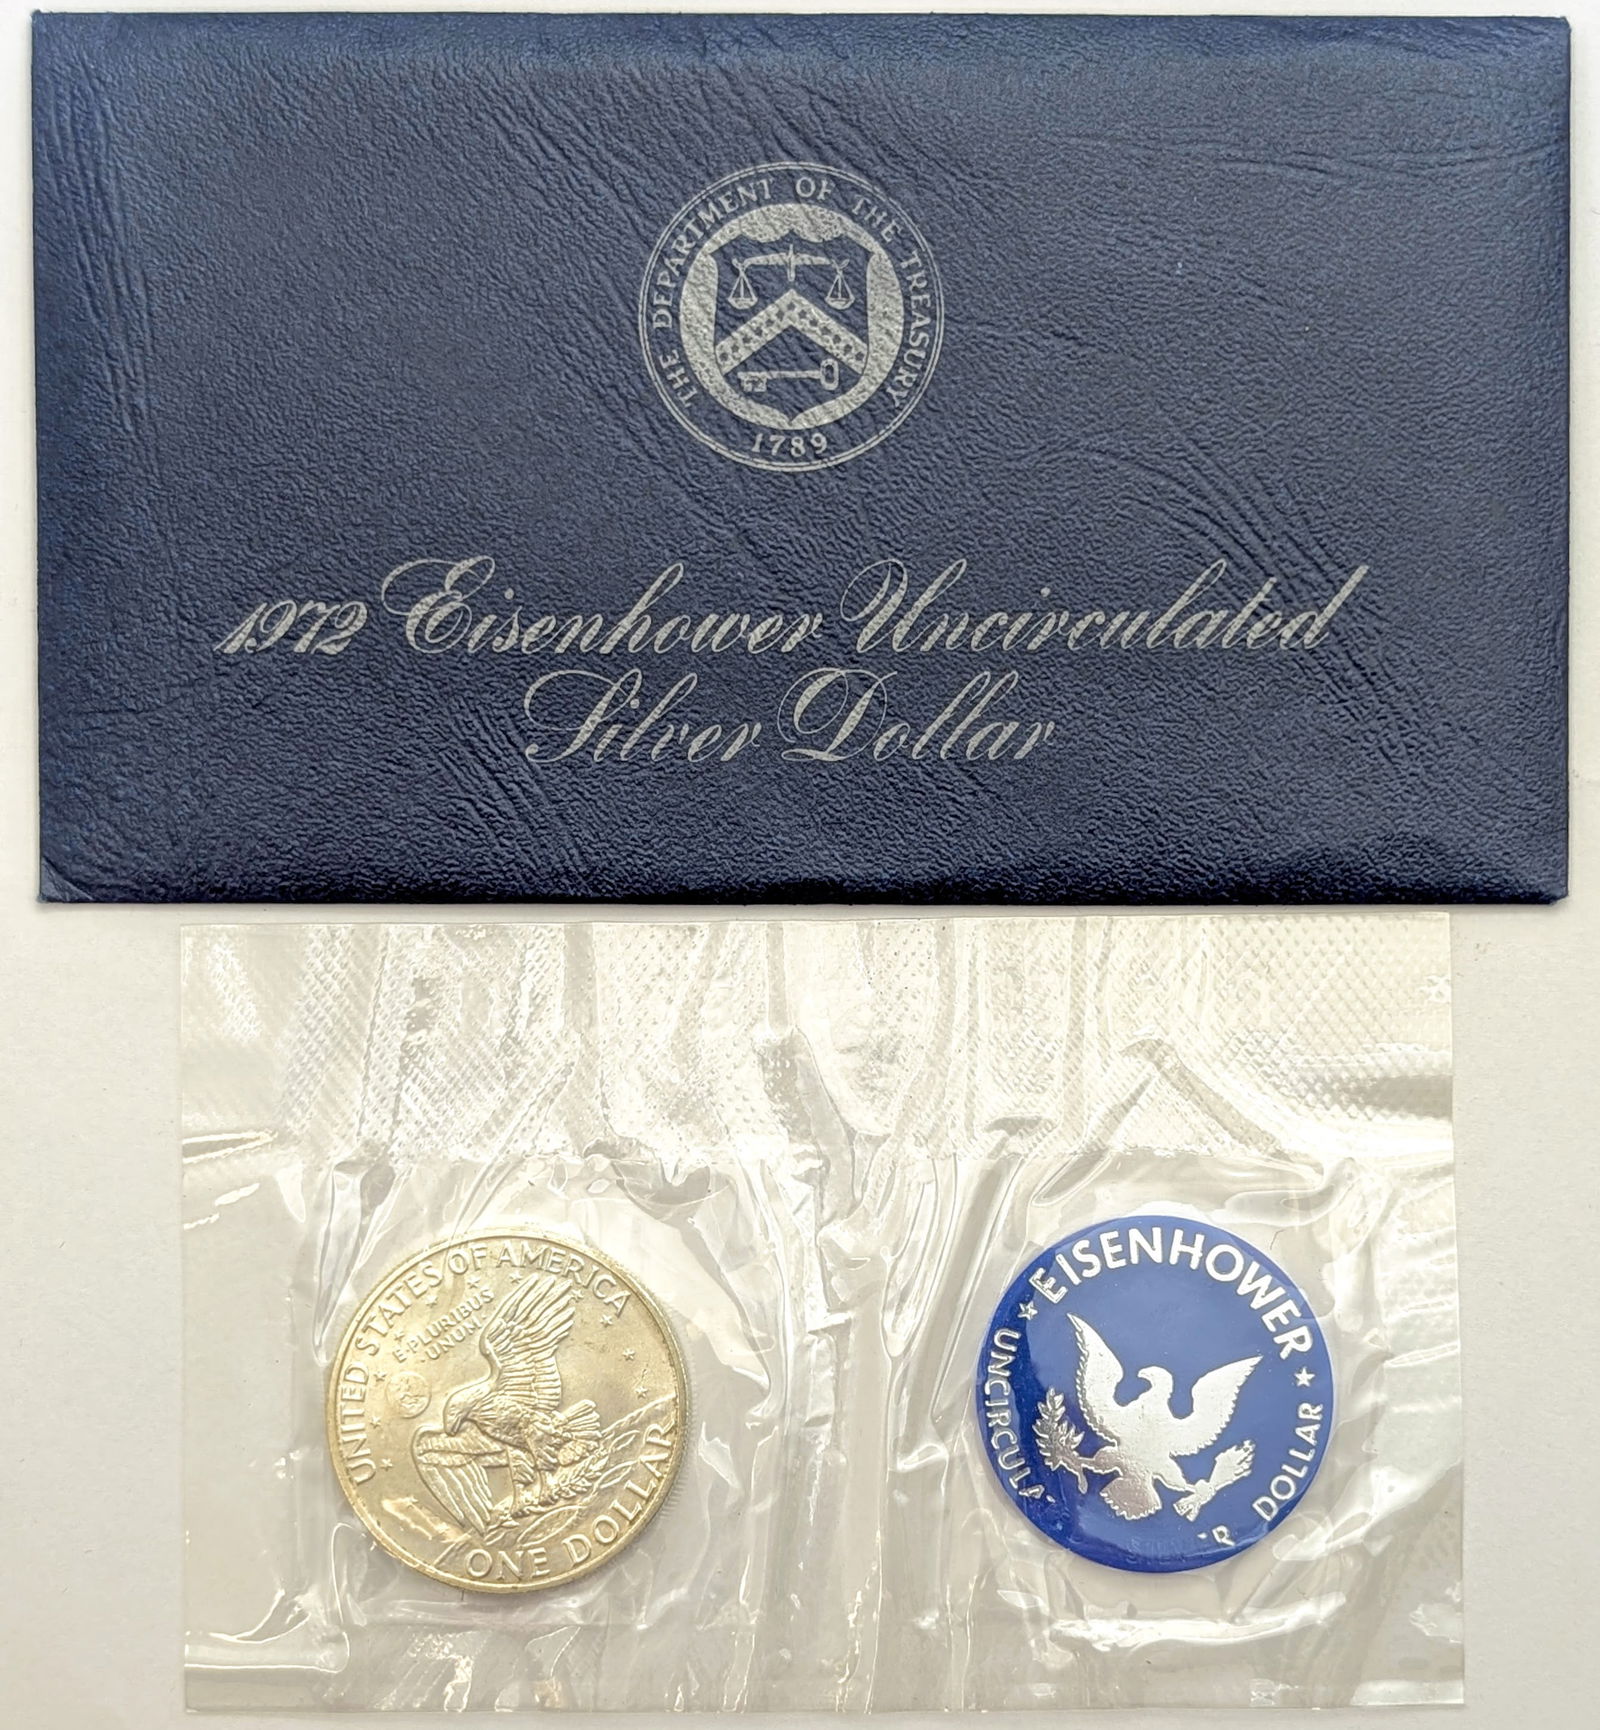 THE DEPARTMENT OF THE TREASURY
1789
1972 Eisenhower Uncirculated
Silver Dollar
UNITED STATES OF AMERICA
E·PLURIBUS
UNUM
ONE DOLLAR
EISENHOWER
DOLLAR